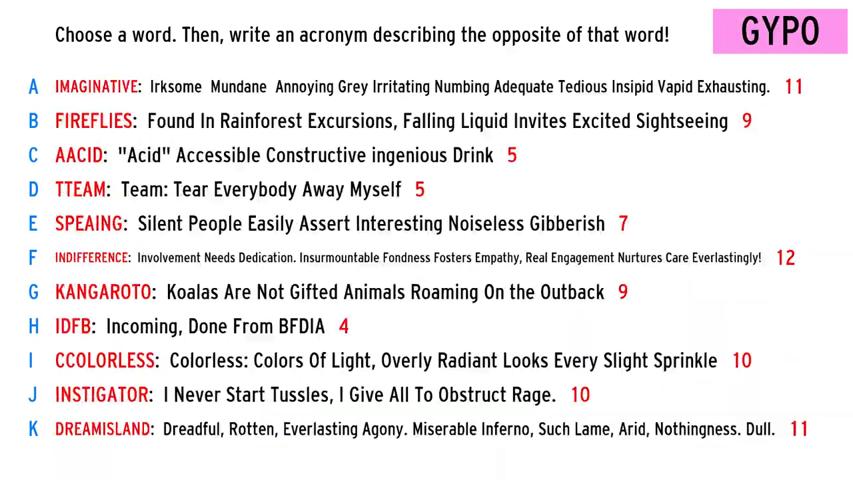 Choose a word. Then, write an acronym describing the opposite of that word!
GYPO
A IMAGINATIVE: Irksome Mundane Annoying Grey Irritating Numbing Adequate Tedious Insipid Vapid Exhausting. 11
B FIREFLIES: Found In Rainforest Excursions, Falling Liquid Invites Excited Sightseeing 9
C AACID: "Acid" Accessible Constructive ingenious Drink 5
D TTEAM: Team: Tear Everybody Away Myself 5
E SPEAING: Silent People Easily Assert Interesting Noiseless Gibberish 7
F INDIFFERENCE: Involvement Needs Dedication. Insurmountable Fondness Fosters Empathy, Real Engagement Nurtures Care Everlastingly! 12
G KANGAROTO: Koalas Are Not Gifted Animals Roaming On the Outback 9
H IDFB: Incoming, Done From BFDIA 4
I CCOLORLESS: Colorless: Colors Of Light, Overly Radiant Looks Every Slight Sprinkle 10
J INSTIGATOR: I Never Start Tussles, I Give All To Obstruct Rage. 10
K DREAMISLAND: Dreadful, Rotten, Everlasting Agony. Miserable Inferno, Such Lame, Arid, Nothingness. Dull. 11